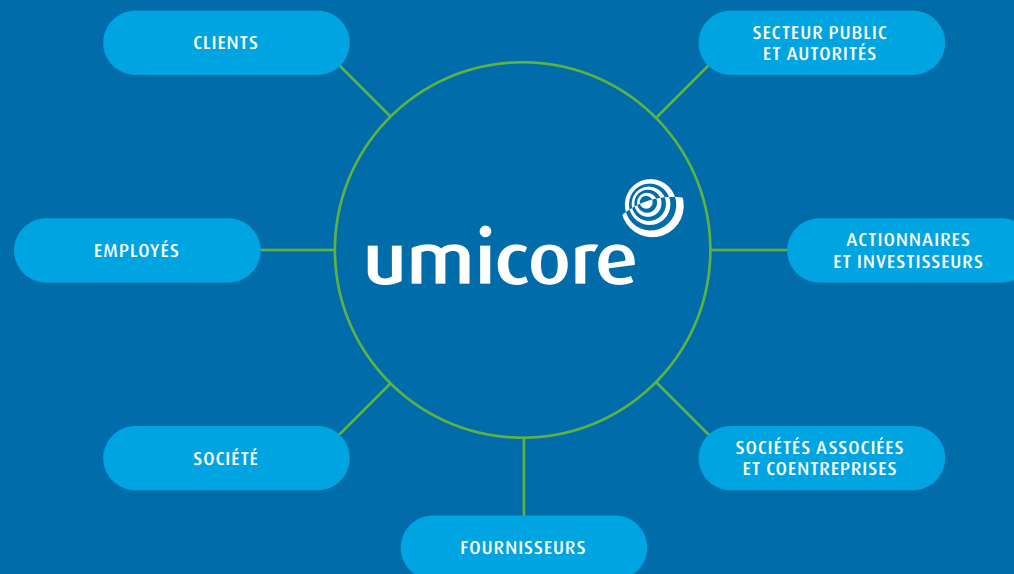 CLIENTS
SECTEUR PUBLIC
ET AUTORITÉS
EMPLOYÉS
umicore
ACTIONNAIRES
ET INVESTISSEURS
SOCIÉTÉ
SOCIÉTÉS ASSOCIÉES
ET COENTREPRISES
FOURNISSEURS